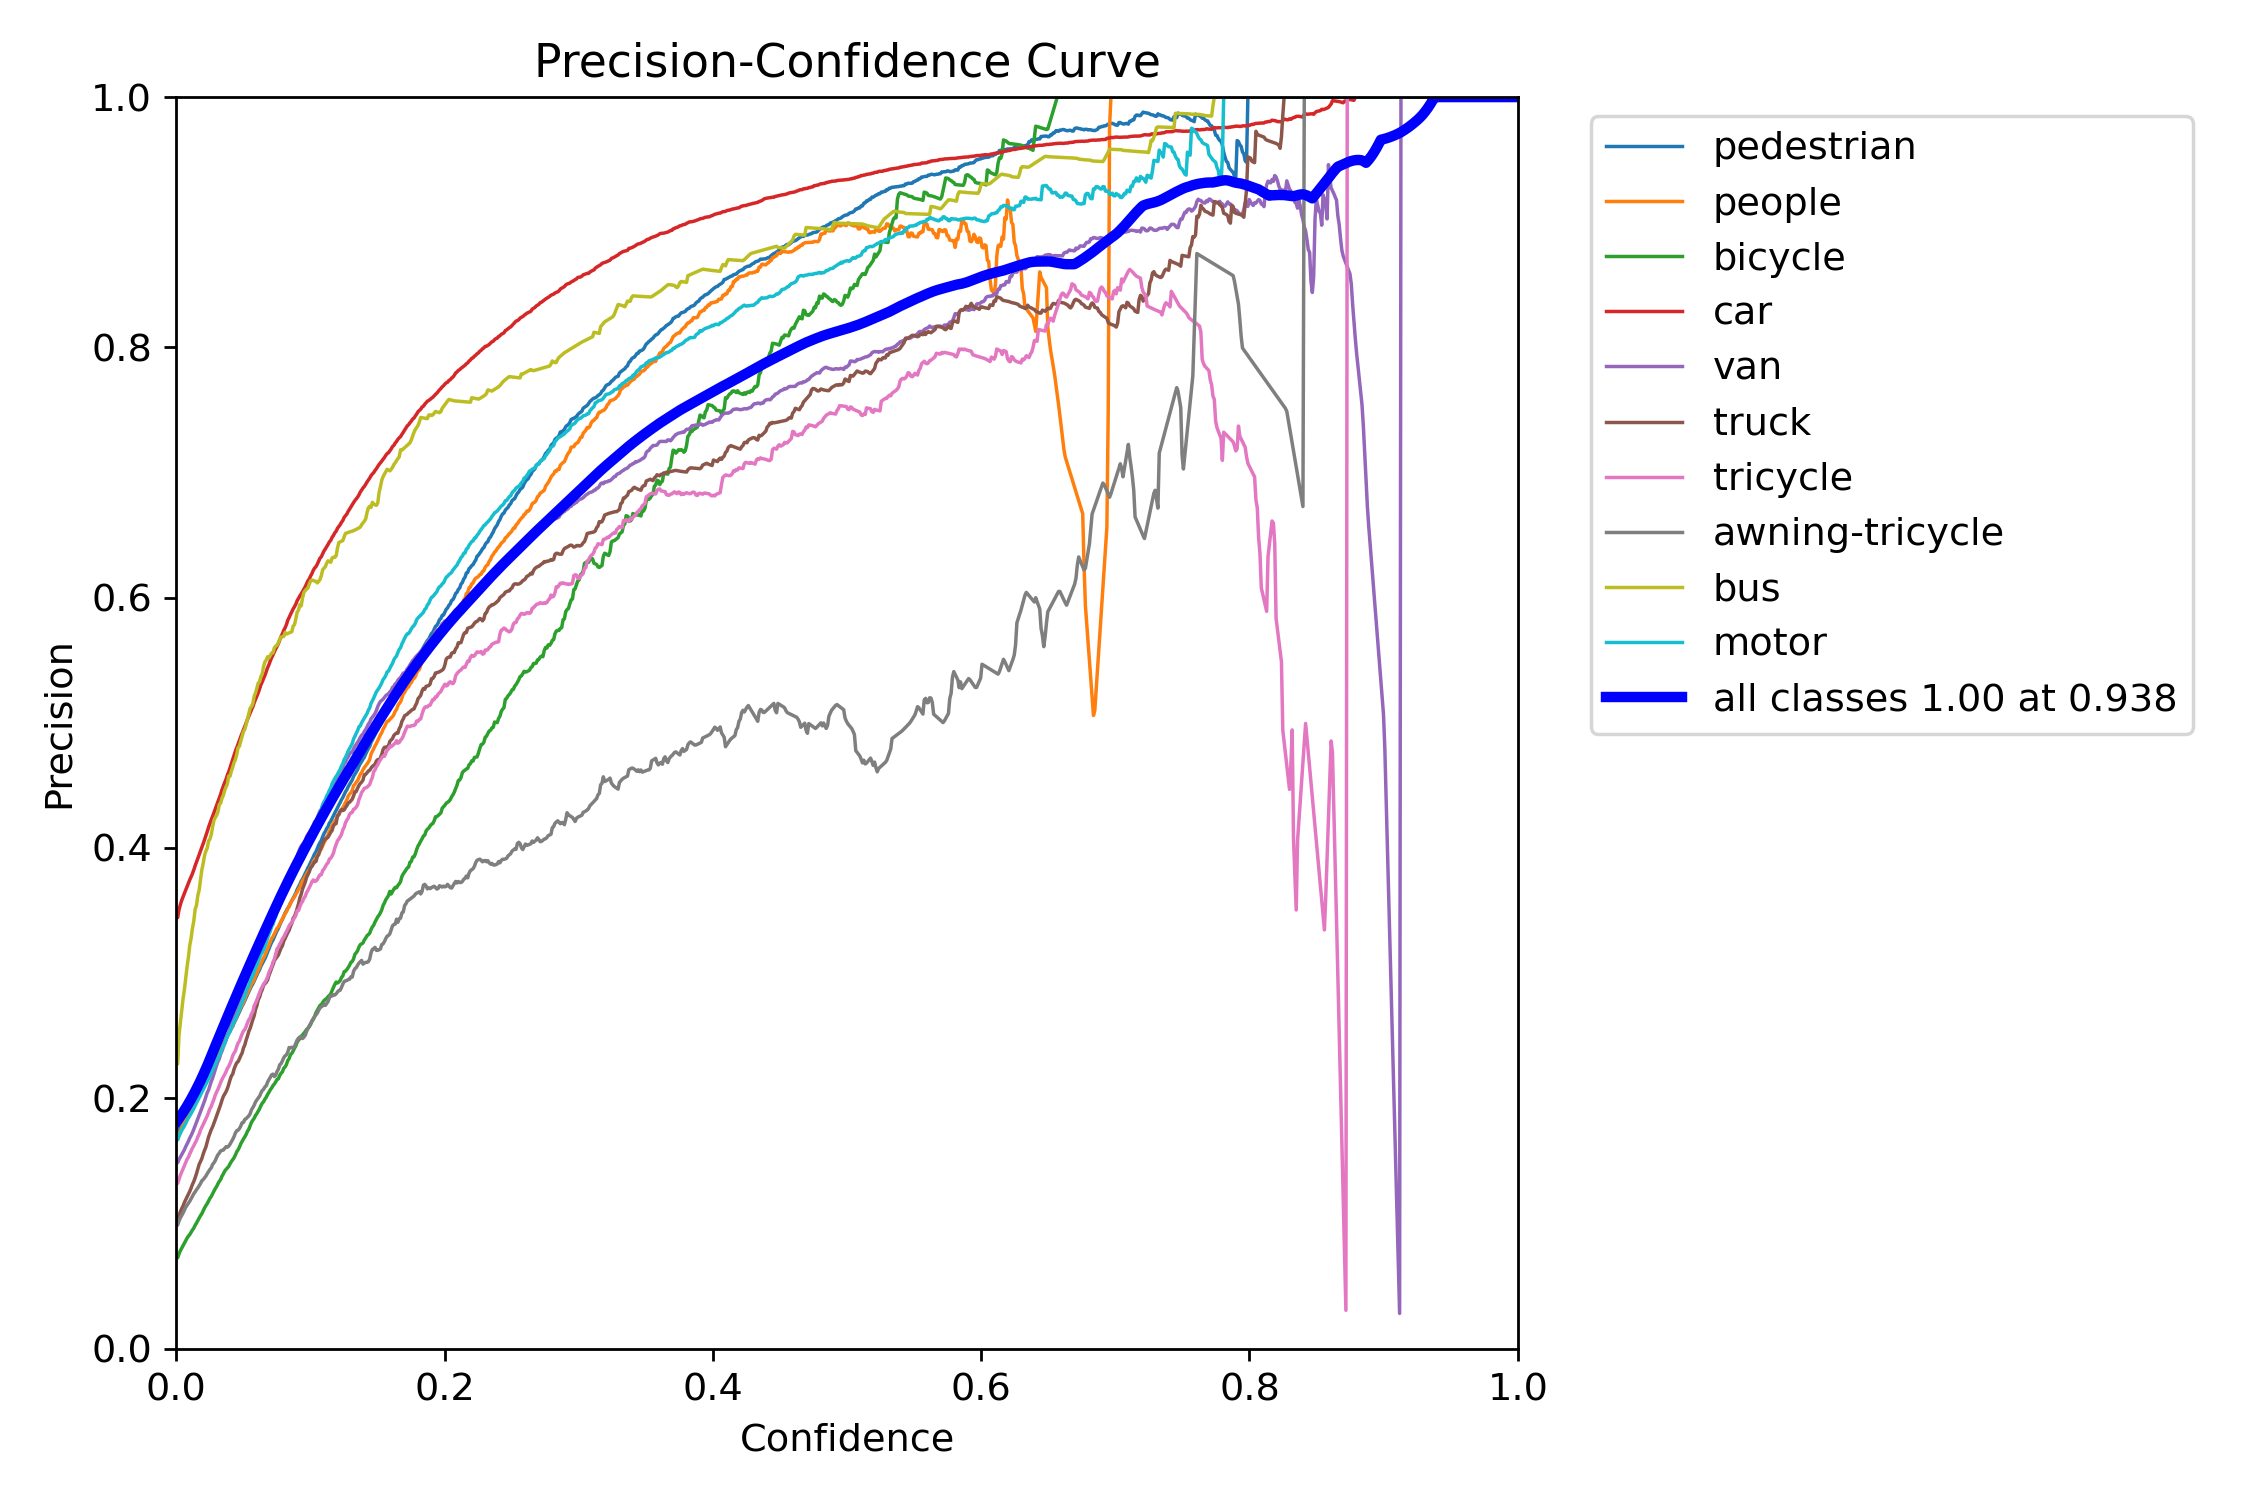 Precision-Confidence Curve
1.0
0.8
0.6
0.4
0.2
0.0
Precision
0.0 0.2 0.4 0.6 0.8 1.0
Confidence
pedestrian
people
bicycle
car
van
truck
tricycle
awning-tricycle
bus
motor
all classes 1.00 at 0.938